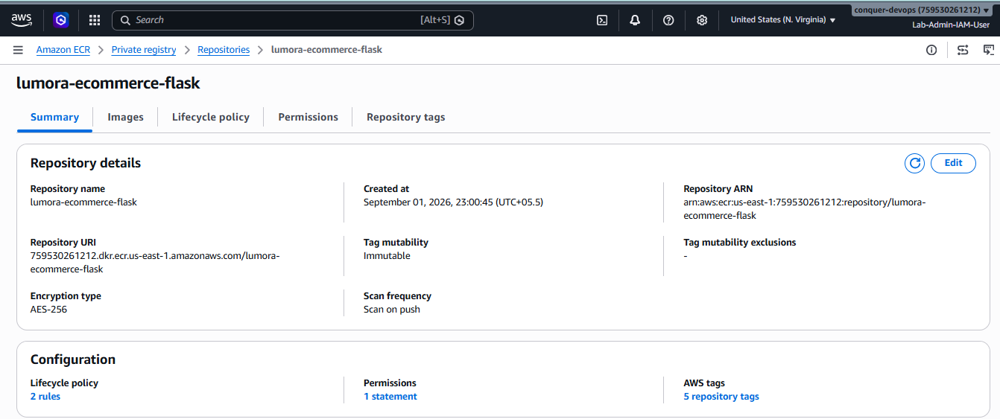 aws
Search
[Alt+S]
United States (N. Virginia)
conquer-devops (759530261212)
Lab-Admin-IAM-User
Amazon ECR
Private registry
Repositories
lumora-ecommerce-flask
lumora-ecommerce-flask
Summary
Images
Lifecycle policy
Permissions
Repository tags
Repository details
Edit
Repository name
lumora-ecommerce-flask
Created at
September 01, 2026, 23:00:45 (UTC+05.5)
Repository ARN
arn:aws:ecr:us-east-1:759530261212:repository/lumora-
ecommerce-flask
Repository URI
759530261212.dkr.ecr.us-east-1.amazonaws.com/lumora-
ecommerce-flask
Tag mutability
Immutable
Tag mutability exclusions
-
Encryption type
AES-256
Scan frequency
Scan on push
Configuration
Lifecycle policy
2 rules
Permissions
1 statement
AWS tags
5 repository tags